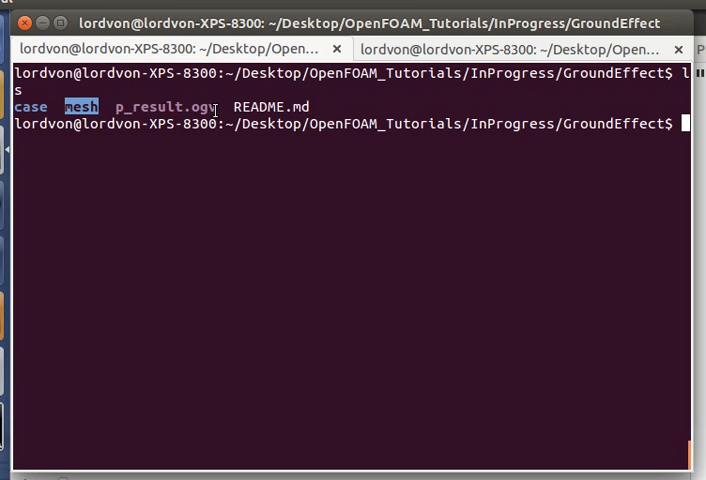 lordvon@lordvon-XPS-8300: ~/Desktop/OpenFOAM_Tutorials/InProgress/GroundEffect
lordvon@lordvon-XPS-8300: ~/Desktop/Open... × lordvon@lordvon-XPS-8300: ~/Desktop/Open... ×
lordvon@lordvon-XPS-8300:~/Desktop/OpenFOAM_Tutorials/InProgress/GroundEffect$ l
s
case mesh p_result.ogv README.md
lordvon@lordvon-XPS-8300:~/Desktop/OpenFOAM_Tutorials/InProgress/GroundEffect$